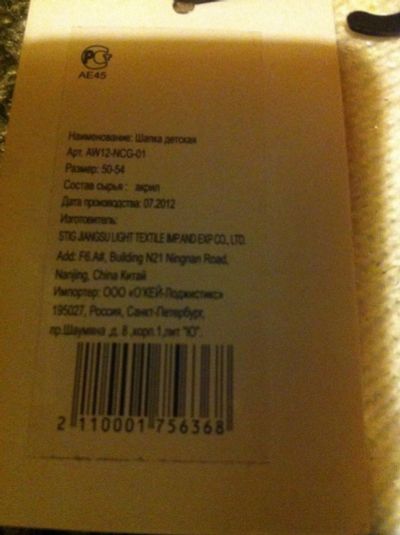 РСТ
АЕ45
Наименование: Шапка детская
Арт. AW12-NCG-01
Размер: 50-54
Состав сырья : акрил
Дата производства: 07.2012
Изготовитель:
STIG JIANGSU LIGHT TEXTILE IMP.AND EXP CO., LTD.
Add: F6.A#, Building N21 Ningnan Road,
Nanjing, China Китай
Импортер: ООО «О'КЕЙ-Лоджистикс»
195027, Россия, Санкт-Петербург,
пр.Шаумяна ,д. 8 ,корп.1,лит "Ю".
2 110001 756368